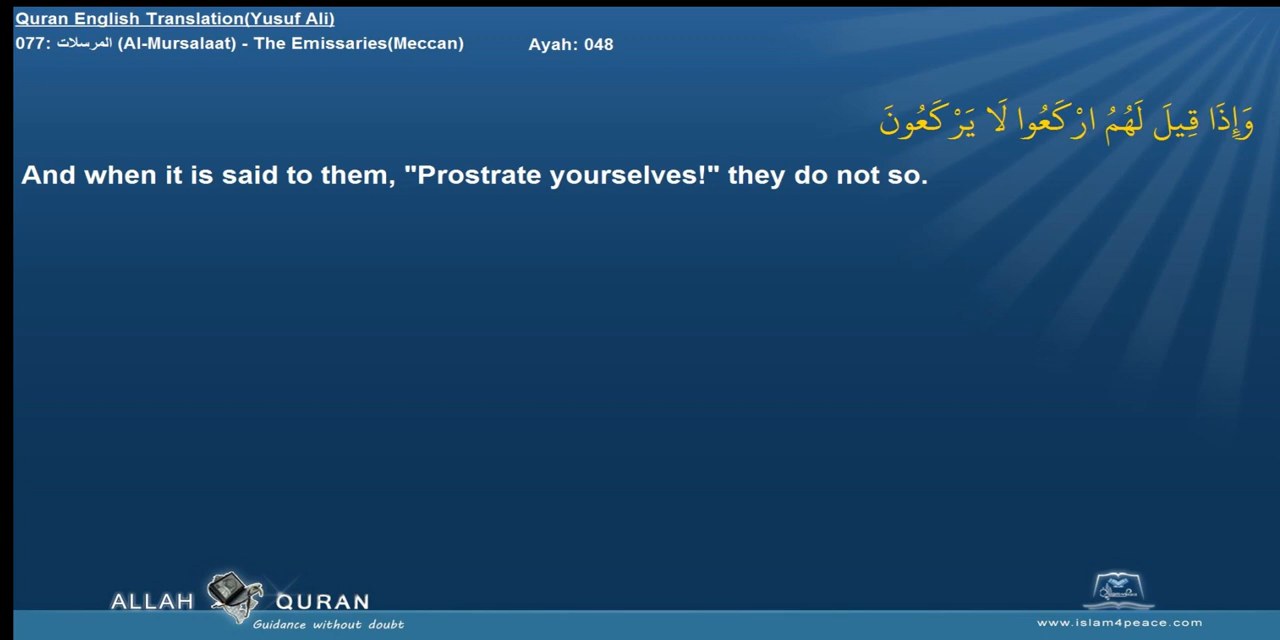 Quran English Translation(Yusuf Ali)
077: المرسلات (Al-Mursalaat) - The Emissaries(Meccan) Ayah: 048
وَإِذَا قِيلَ لَهُمُ ارْكَعُوا لَا يَرْكَعُونَ
And when it is said to them, "Prostrate yourselves!" they do not so.
ALLAH QURAN
Guidance without doubt
www.islam4peace.com